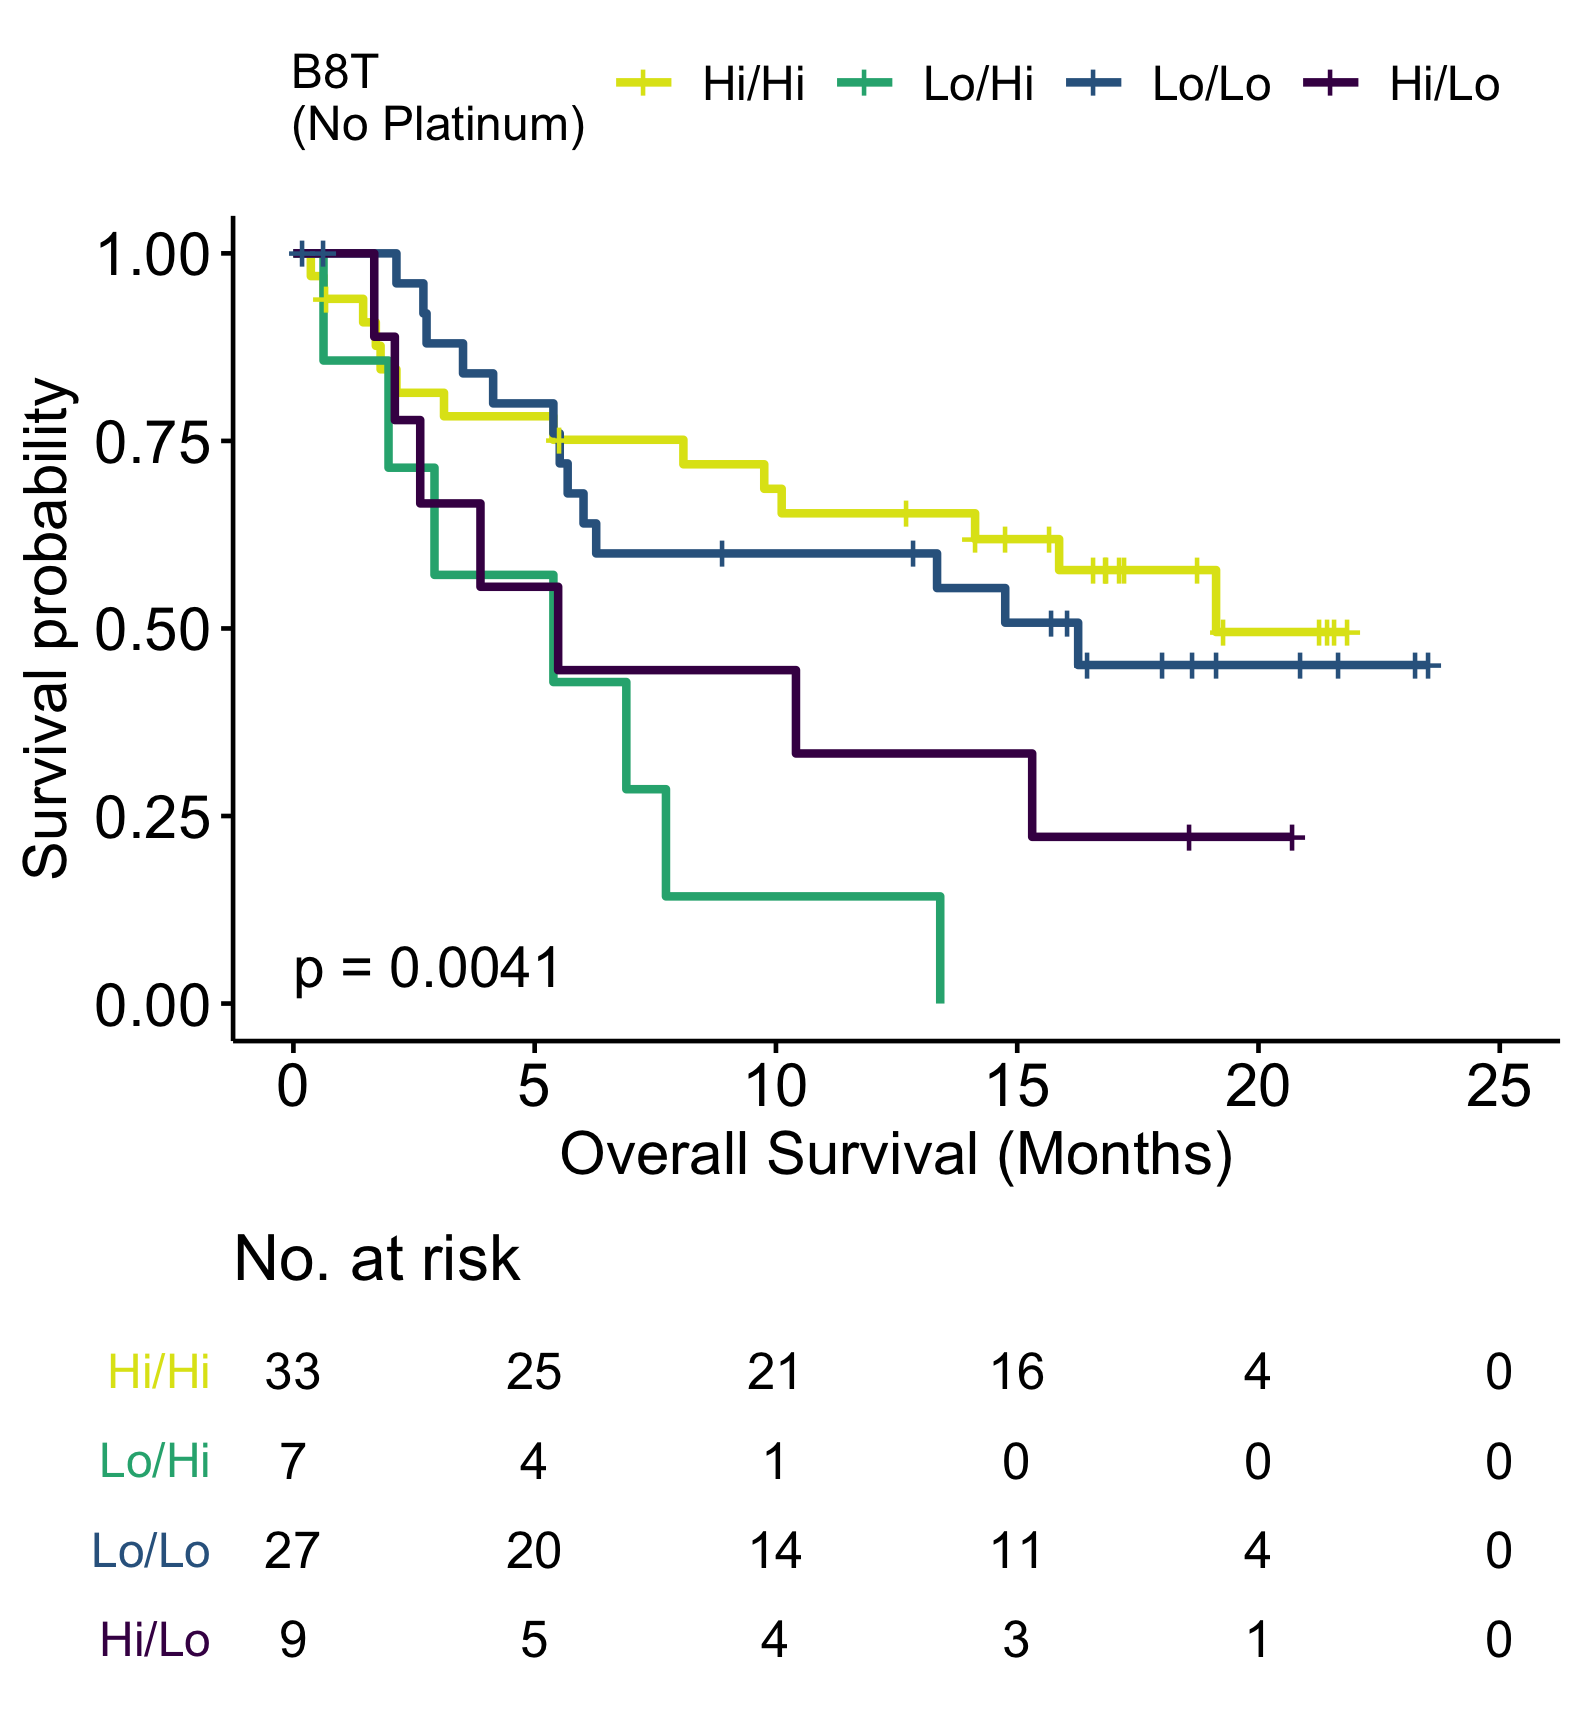 B8T
(No Platinum)
Hi/Hi Lo/Hi Lo/Lo Hi/Lo
Survival probability
1.00
0.75
0.50
0.25
0.00
p = 0.0041
0 5 10 15 20 25
Overall Survival (Months)
No. at risk
Hi/Hi 33 25 21 16 4 0
Lo/Hi 7 4 1 0 0 0
Lo/Lo 27 20 14 11 4 0
Hi/Lo 9 5 4 3 1 0